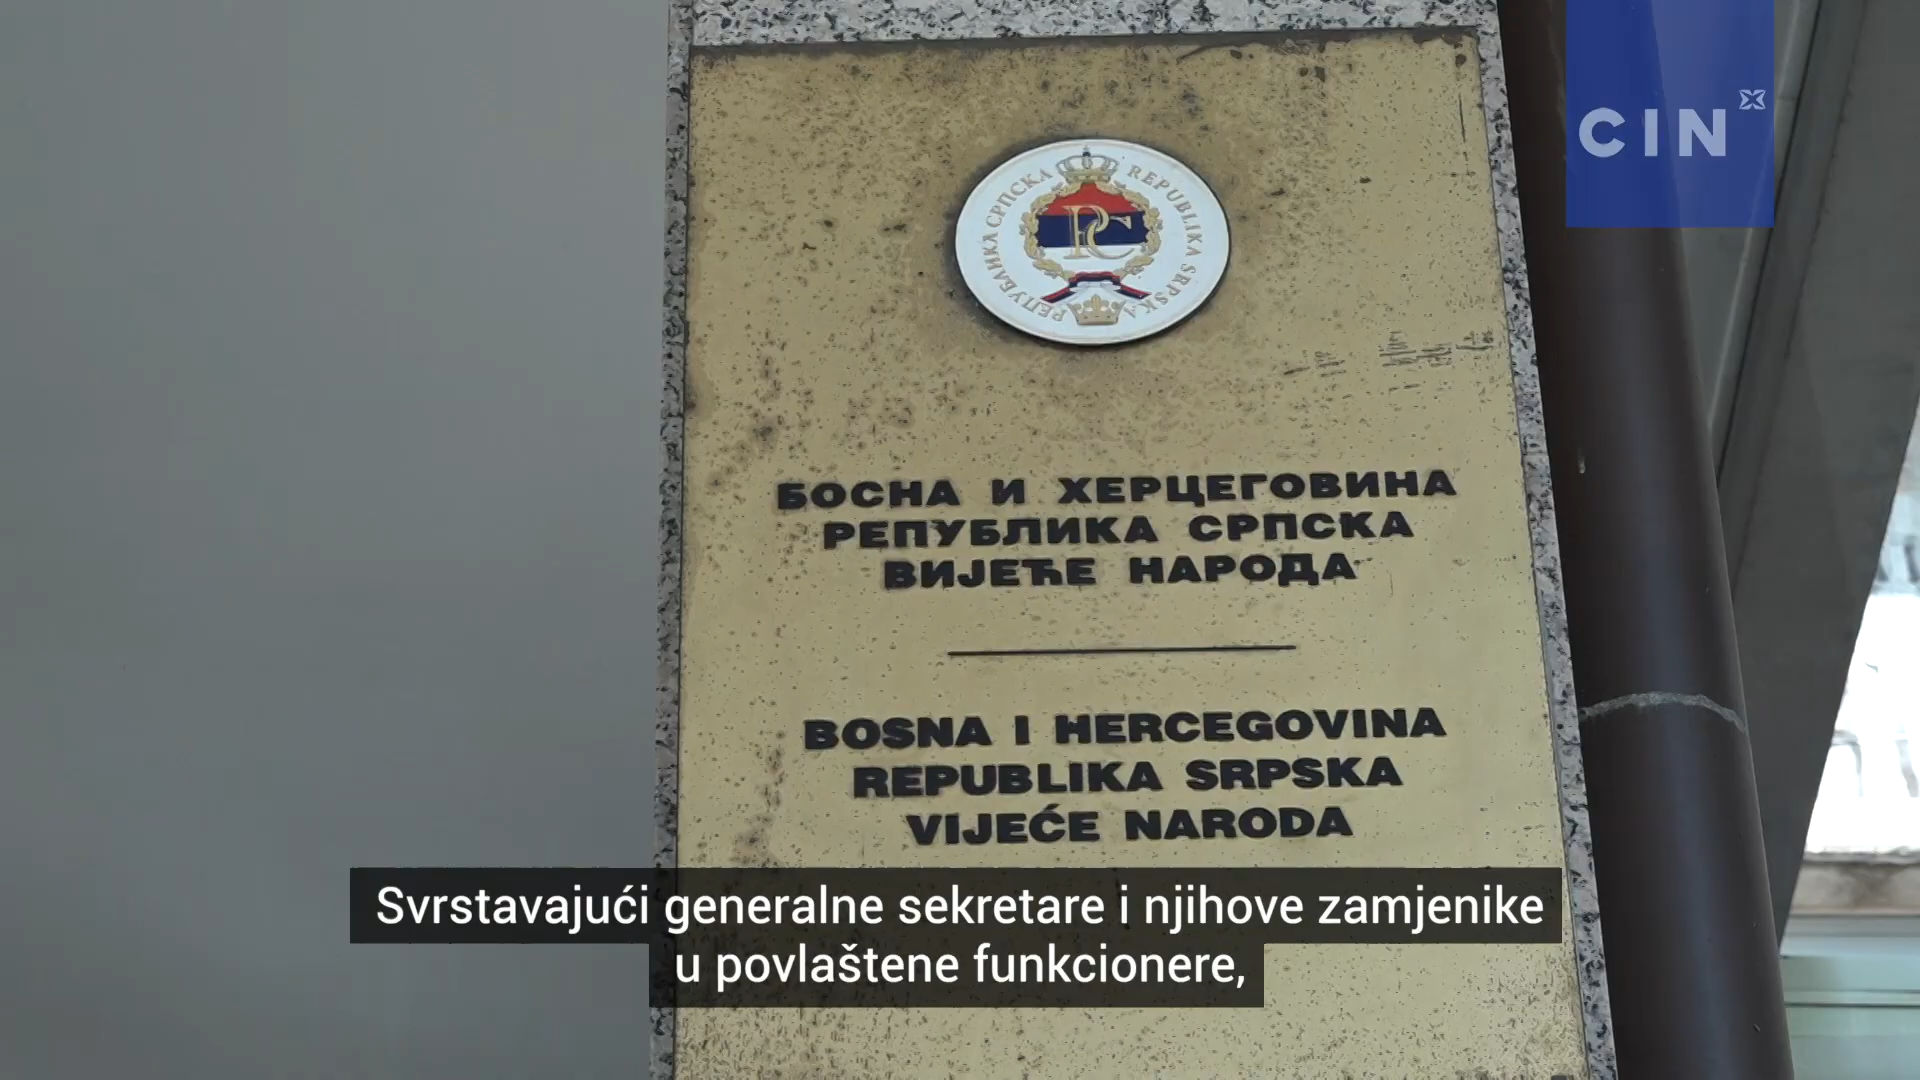 CIN
РЕПУБЛИКА СРПСКА REPUBLIKA SRPSKA
РС
БОСНА И ХЕРЦЕГОВИНА
РЕПУБЛИКА СРПСКА
ВИЈЕЋЕ НАРОДА
BOSNA I HERCEGOVINA
REPUBLIKA SRPSKA
VIJEĆE NARODA
Svrstavajući generalne sekretare i njihove zamjenike
u povlaštene funkcionere,